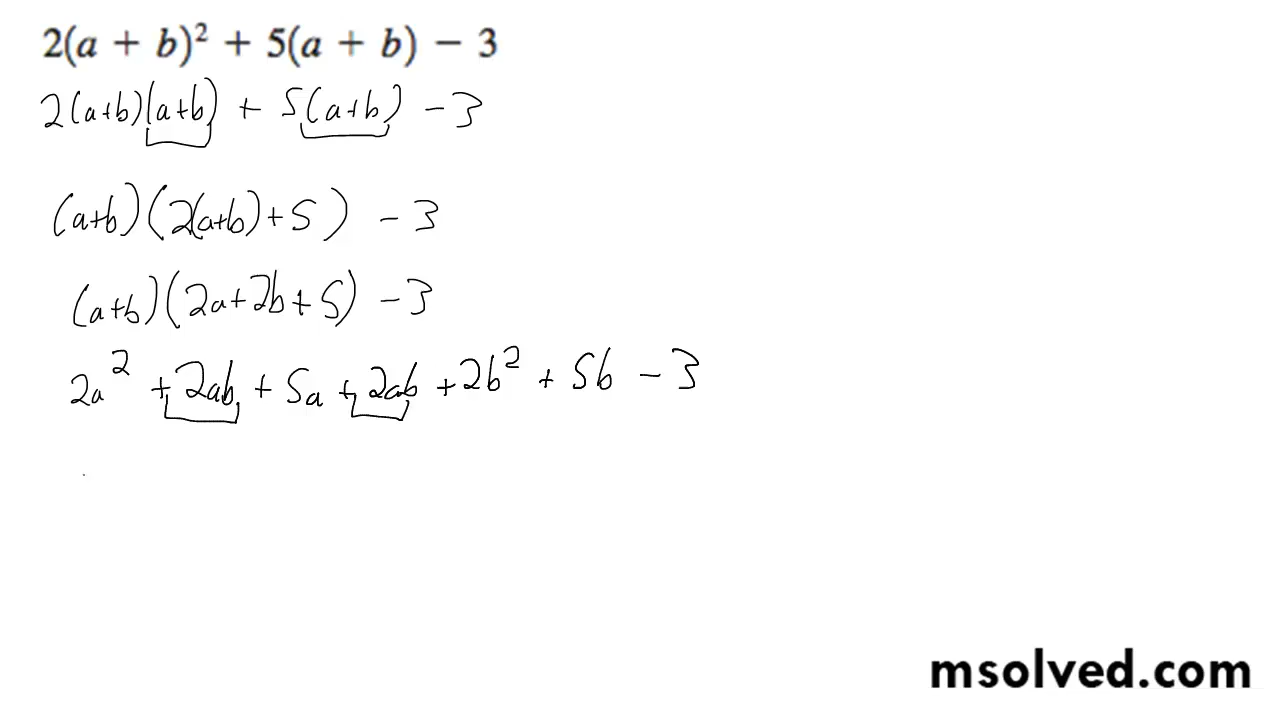 2(a + b)² + 5(a + b) − 3
2(a+b)(a+b) + 5(a+b) - 3
(a+b)(2(a+b)+5) - 3
(a+b)(2a+2b+5) - 3
2a² + 2ab + 5a + 2ab + 2b² + 5b - 3
msolved.com